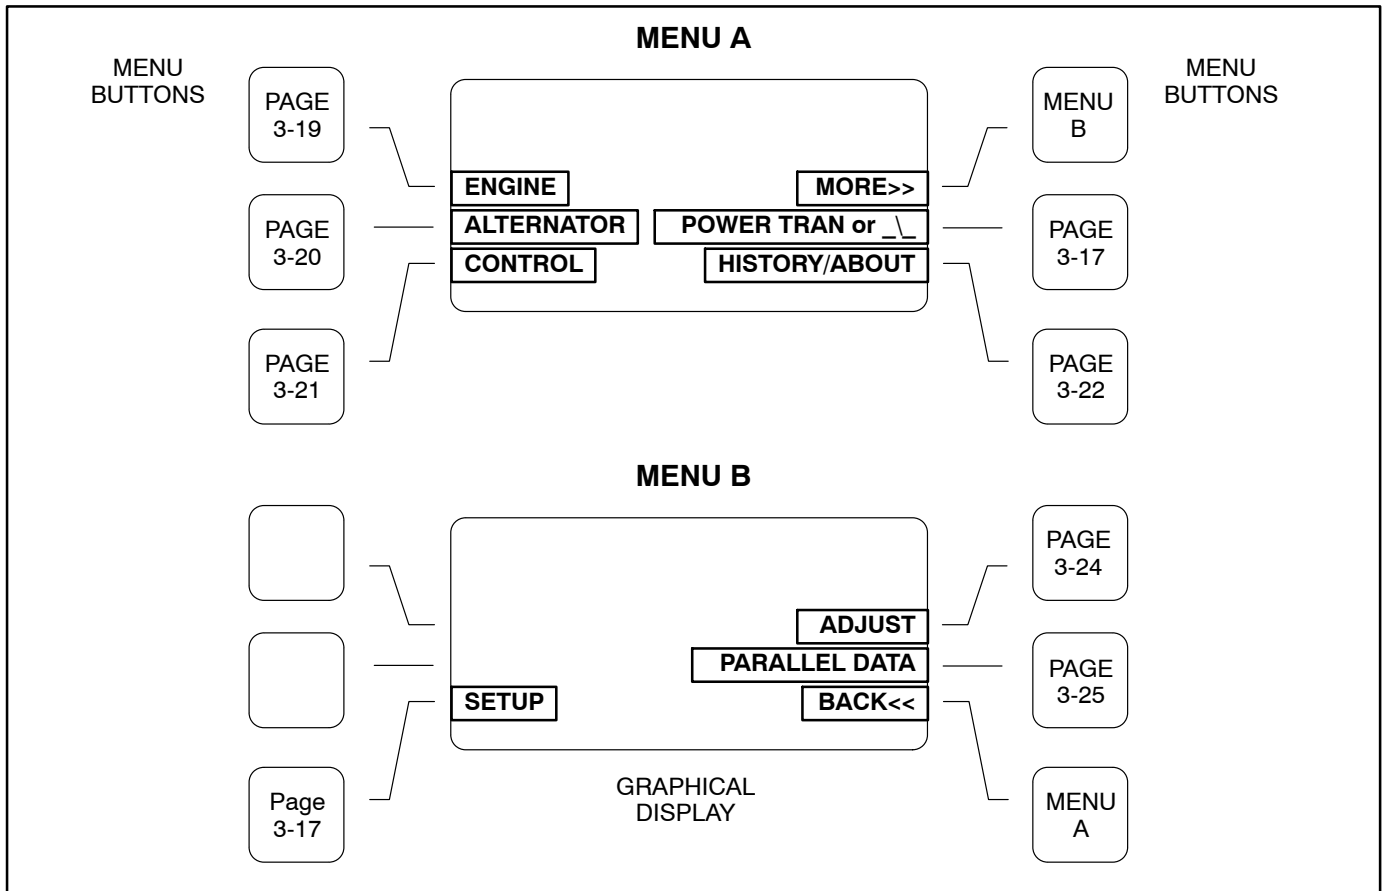 MENU A
MENU
BUTTONS
MENU
BUTTONS
PAGE
3-19
MENU
B
ENGINE
MORE>>
PAGE
3-20
ALTERNATOR
POWER TRAN or _\_
PAGE
3-17
CONTROL
HISTORY/ABOUT
PAGE
3-21
PAGE
3-22
MENU B
PAGE
3-24
ADJUST
PARALLEL DATA
PAGE
3-25
SETUP
BACK<<
Page
3-17
GRAPHICAL
DISPLAY
MENU
A